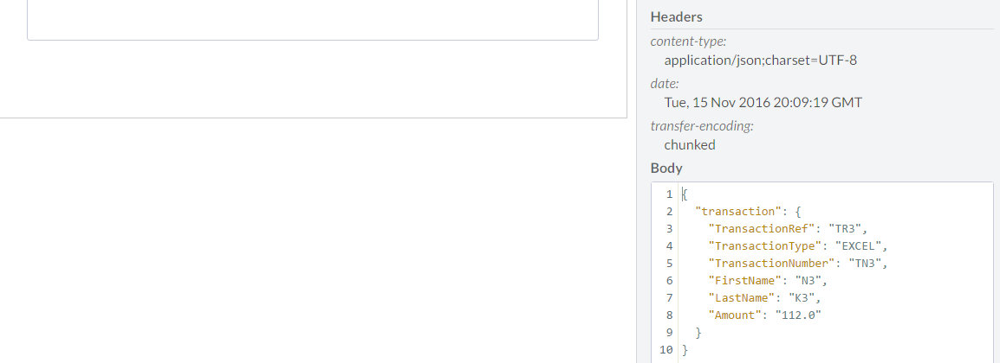 Headers
content-type:
application/json;charset=UTF-8
date:
Tue, 15 Nov 2016 20:09:19 GMT
transfer-encoding:
chunked
Body
1 {
2   "transaction": {
3     "TransactionRef": "TR3",
4     "TransactionType": "EXCEL",
5     "TransactionNumber": "TN3",
6     "FirstName": "N3",
7     "LastName": "K3",
8     "Amount": "112.0"
9   }
10 }